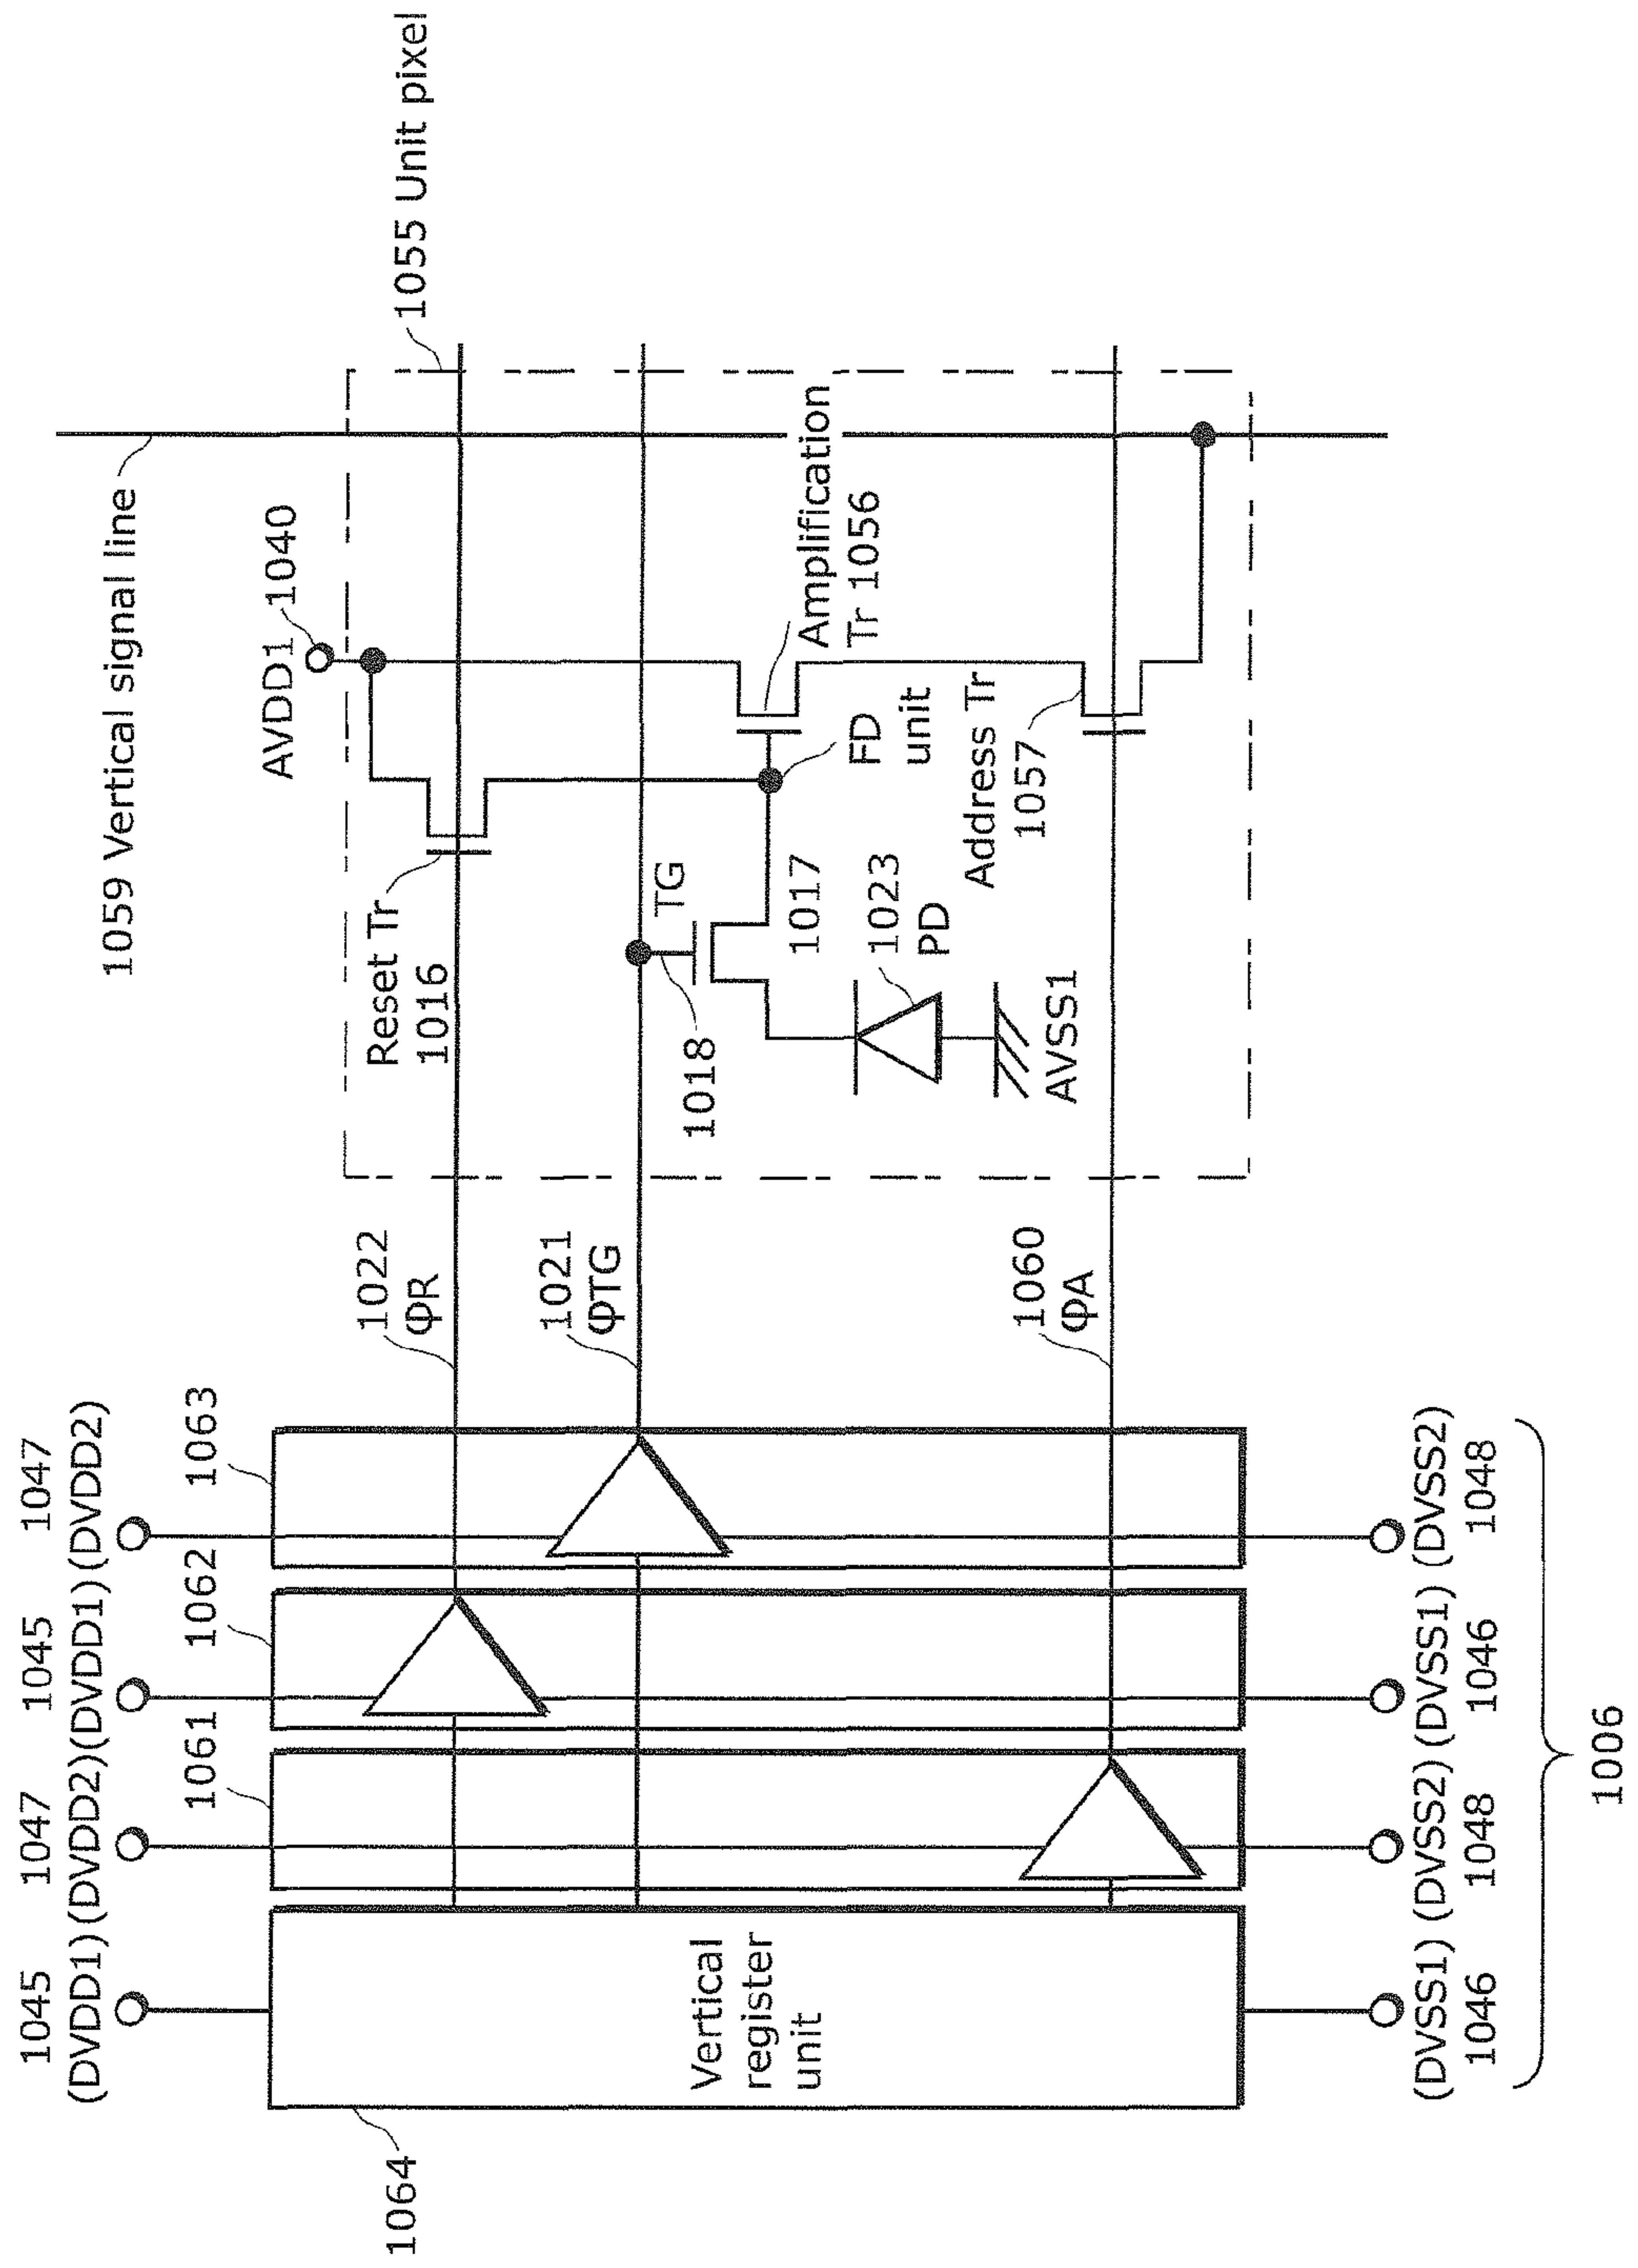 1059 Vertical signal line
AVDD1
1040
1055 Unit pixel
Reset Tr
1016
TG
1018
1017
1023
PD
AVSS1
Amplification
Tr 1056
FD
unit
Address Tr
1057
1022
φR
1021
φTG
1060
φA
1045
(DVDD1)
1047
(DVDD2)
1045
(DVDD1)
1047
(DVDD2)
1061
1062
1063
1064
Vertical
register
unit
(DVSS1)
1046
(DVSS2)
1048
(DVSS1)
1046
(DVSS2)
1048
1006